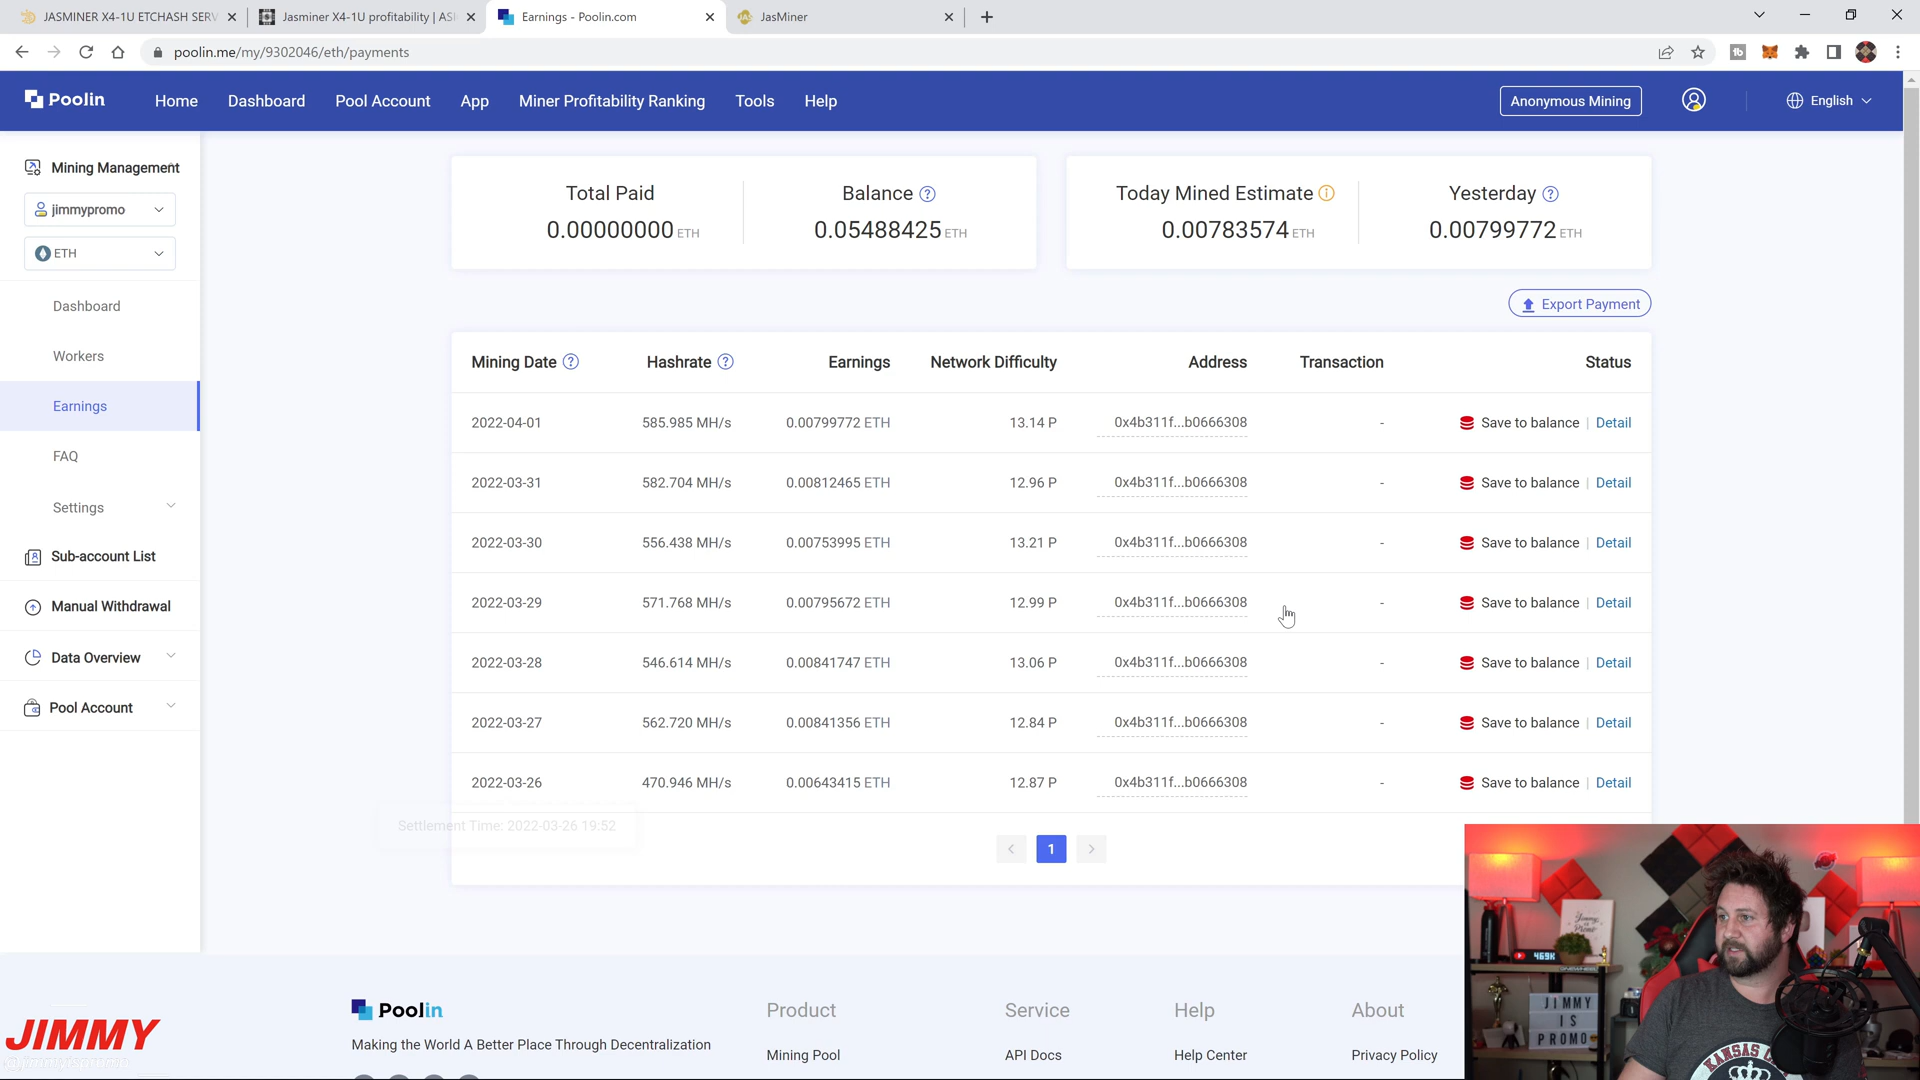 JASMINER X4-1U ETCHASH SERV
Jasminer X4-1U profitability | ASI
Earnings - Poolin.com
JasMiner
poolin.me/my/9302046/eth/payments
Poolin
Home
Dashboard
Pool Account
App
Miner Profitability Ranking
Tools
Help
Anonymous Mining
English
Mining Management
jimmypromo
ETH
Dashboard
Workers
Earnings
FAQ
Settings
Sub-account List
Manual Withdrawal
Data Overview
Pool Account
Total Paid
0.00000000 ETH
Balance
0.05488425 ETH
Today Mined Estimate
0.00783574 ETH
Yesterday
0.00799772 ETH
Export Payment
Mining Date Hashrate Earnings Network Difficulty Address Transaction Status
2022-04-01 585.985 MH/s 0.00799772 ETH 13.14 P 0x4b311f...b0666308 - Save to balance | Detail
2022-03-31 582.704 MH/s 0.00812465 ETH 12.96 P 0x4b311f...b0666308 - Save to balance | Detail
2022-03-30 556.438 MH/s 0.00753995 ETH 13.21 P 0x4b311f...b0666308 - Save to balance | Detail
2022-03-29 571.768 MH/s 0.00795672 ETH 12.99 P 0x4b311f...b0666308 - Save to balance | Detail
2022-03-28 546.614 MH/s 0.00841747 ETH 13.06 P 0x4b311f...b0666308 - Save to balance | Detail
2022-03-27 562.720 MH/s 0.00841356 ETH 12.84 P 0x4b311f...b0666308 - Save to balance | Detail
2022-03-26 470.946 MH/s 0.00643415 ETH 12.87 P 0x4b311f...b0666308 - Save to balance | Detail
Settlement Time: 2022-03-26 19:52
1
Poolin
Making the World A Better Place Through Decentralization
Product
Mining Pool
Service
API Docs
Help
Help Center
About
Privacy Policy
JIMMY
@jimmyispromo
469K
JIMMY
IS
PROMO
KANSAS